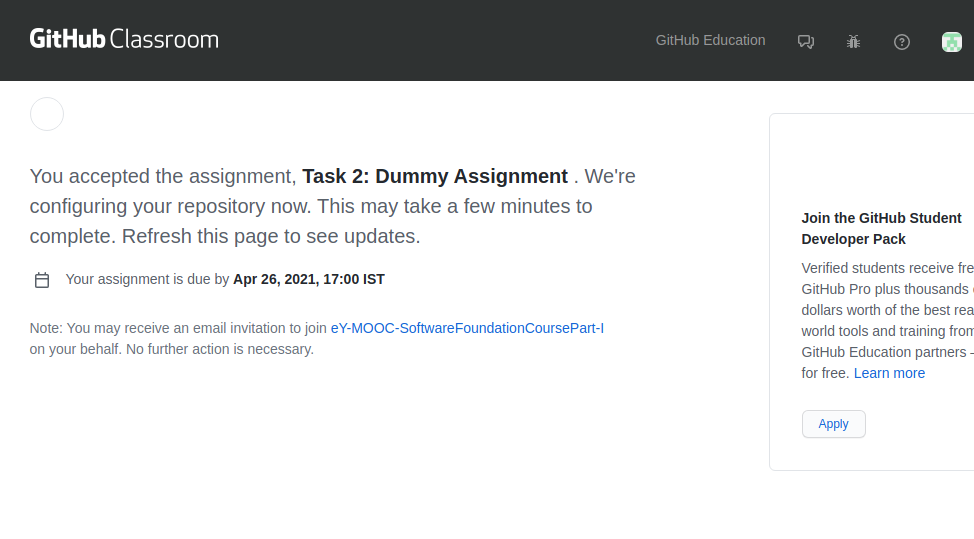 GitHub Classroom
GitHub Education
You accepted the assignment, Task 2: Dummy Assignment . We're
configuring your repository now. This may take a few minutes to
complete. Refresh this page to see updates.
Your assignment is due by Apr 26, 2021, 17:00 IST
Note: You may receive an email invitation to join eY-MOOC-SoftwareFoundationCoursePart-I
on your behalf. No further action is necessary.
Join the GitHub Student
Developer Pack
Verified students receive fre
GitHub Pro plus thousands
dollars worth of the best rea
world tools and training from
GitHub Education partners –
for free. Learn more
Apply